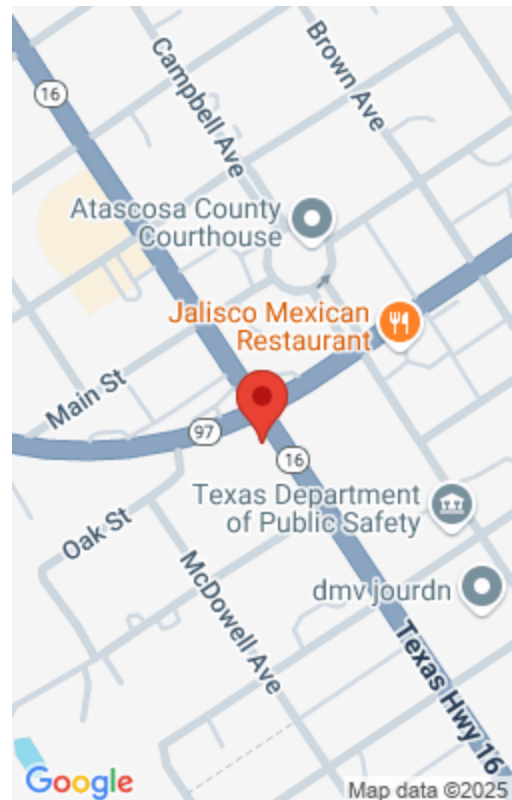 16
Campbell Ave
Brown Ave
Atascosa County
Courthouse
Jalisco Mexican
Restaurant
Main St
97
16
Texas Department
of Public Safety
Oak St
McDowell Ave
dmv jourdn
Texas Hwy 16
Google
Map data ©2025